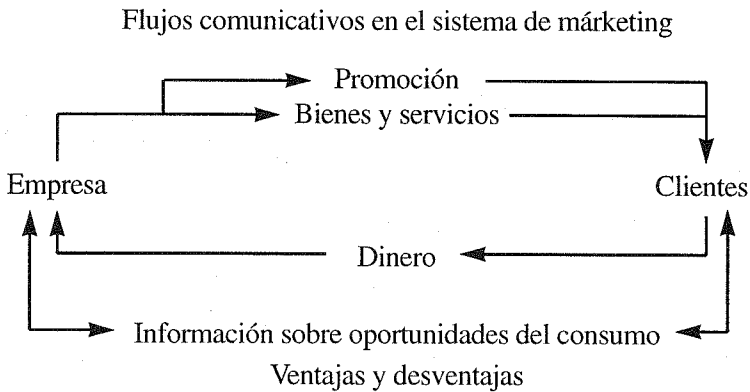 Flujos comunicativos en el sistema de márketing
Promoción
Bienes y servicios
Empresa
Clientes
Dinero
Información sobre oportunidades del consumo
Ventajas y desventajas